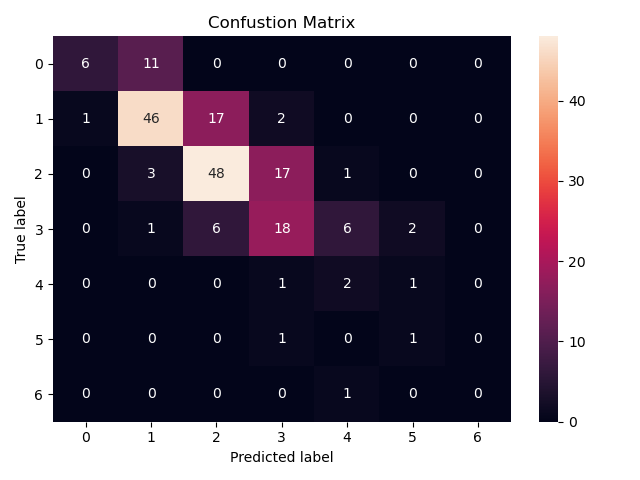 Confustion Matrix
0 6 11 0 0 0 0 0
1 1 46 17 2 0 0 0
2 0 3 48 17 1 0 0
3 0 1 6 18 6 2 0
4 0 0 0 1 2 1 0
5 0 0 0 1 0 1 0
6 0 0 0 0 1 0 0
0 1 2 3 4 5 6
Predicted label
True label
40
30
20
10
0